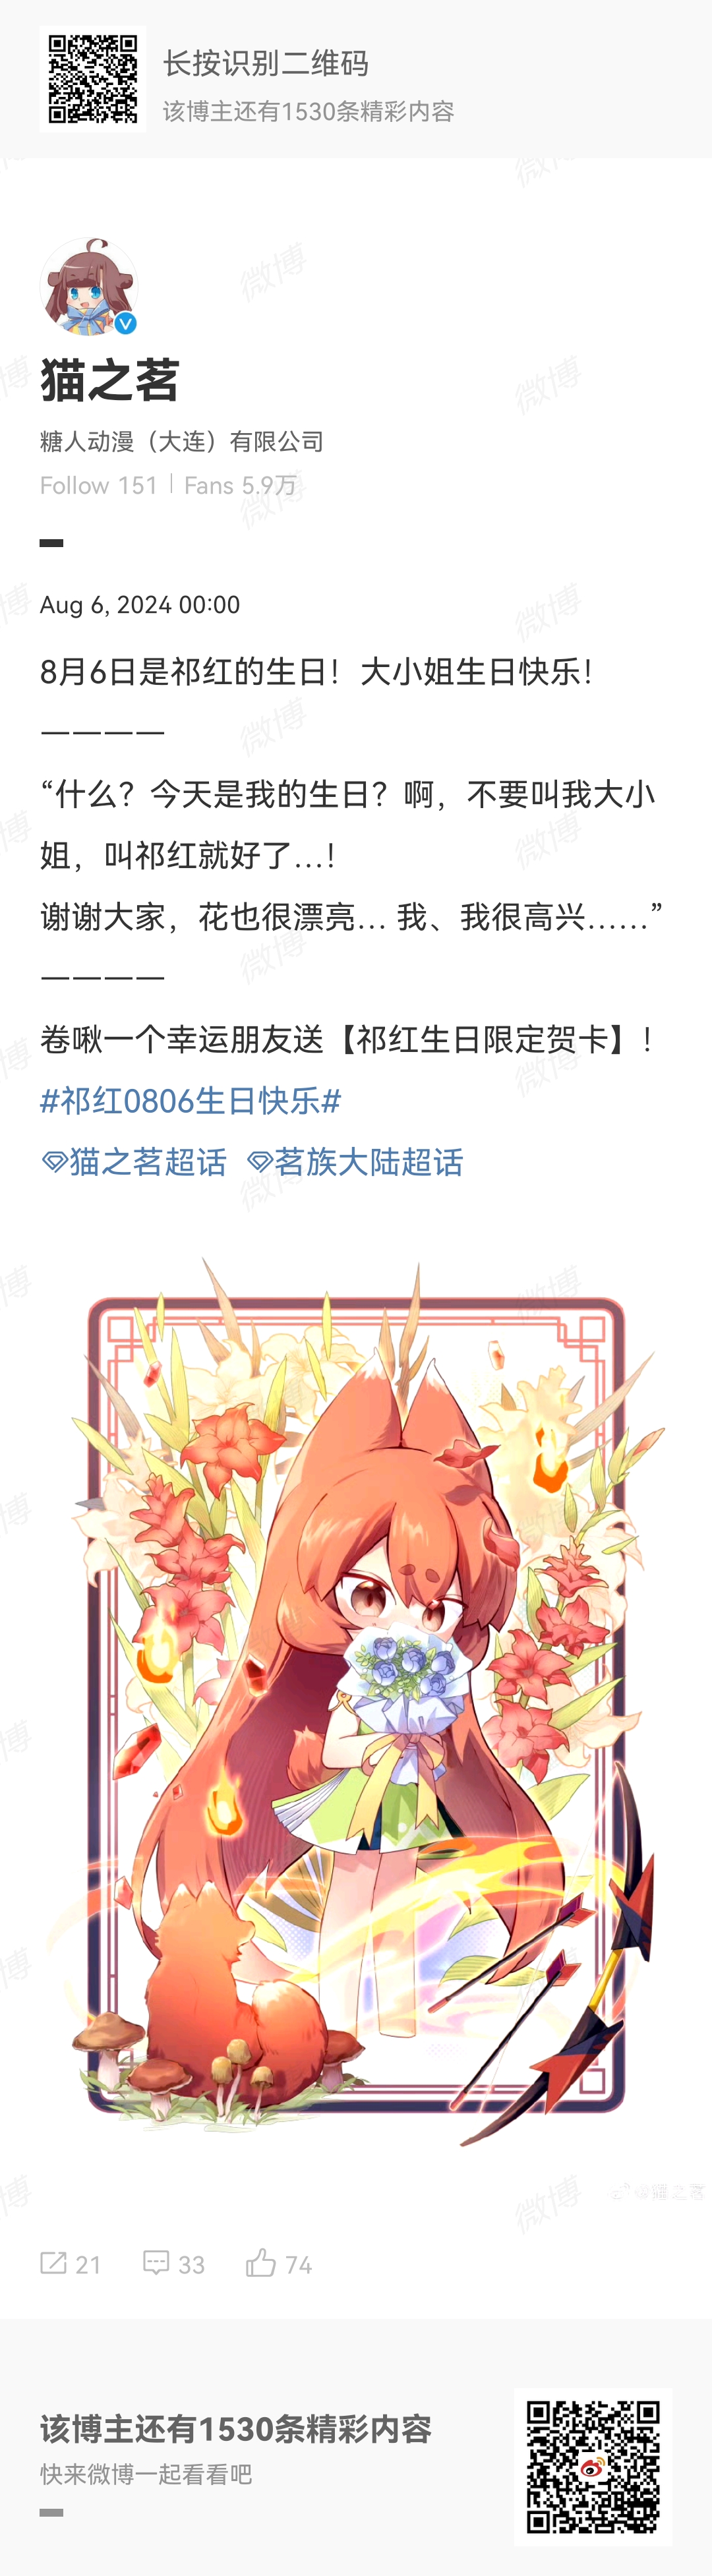 长按识别二维码
该博主还有1530条精彩内容
猫之茗
糖人动漫（大连）有限公司
Follow 151 | Fans 5.9万
Aug 6, 2024 00:00
8月6日是祁红的生日！大小姐生日快乐！
————
“什么？今天是我的生日？啊，不要叫我大小
姐，叫祁红就好了…！
谢谢大家，花也很漂亮… 我、我很高兴……”
————
卷啾一个幸运朋友送【祁红生日限定贺卡】！
#祁红0806生日快乐#
猫之茗超话 茗族大陆超话
@猫之茗
21 33 74
该博主还有1530条精彩内容
快来微博一起看看吧
微博